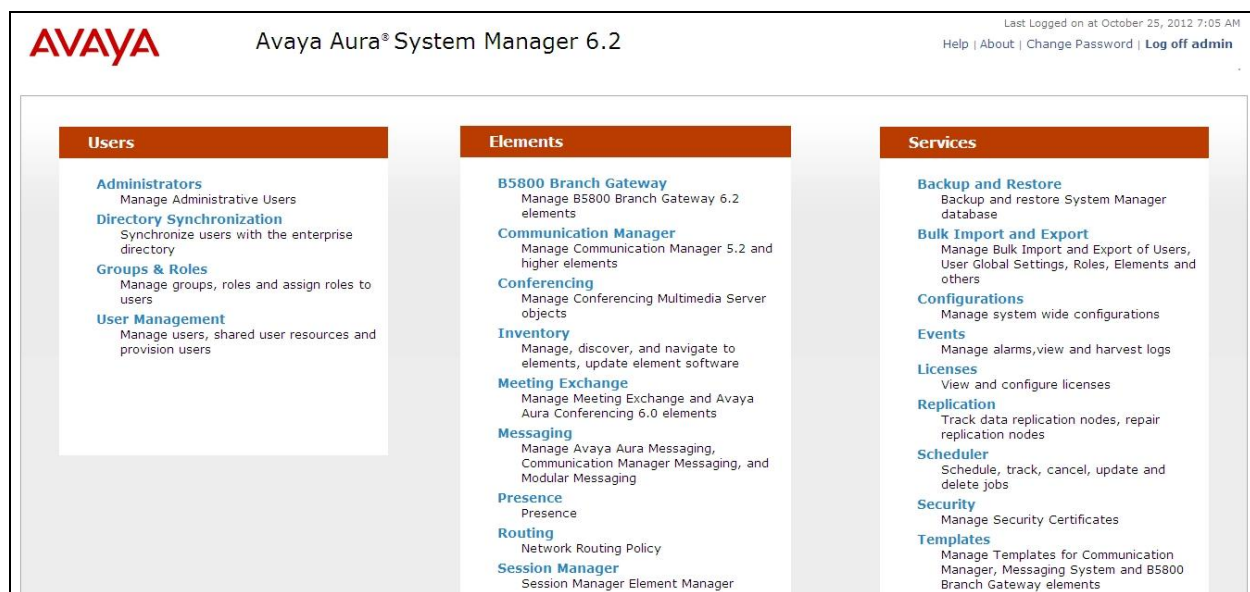 AVAYA
Avaya Aura® System Manager 6.2
Last Logged on at October 25, 2012 7:05 AM
Help | About | Change Password | Log off admin
Users
Administrators
Manage Administrative Users
Directory Synchronization
Synchronize users with the enterprise
directory
Groups & Roles
Manage groups, roles and assign roles to
users
User Management
Manage users, shared user resources and
provision users
Elements
B5800 Branch Gateway
Manage B5800 Branch Gateway 6.2
elements
Communication Manager
Manage Communication Manager 5.2 and
higher elements
Conferencing
Manage Conferencing Multimedia Server
objects
Inventory
Manage, discover, and navigate to
elements, update element software
Meeting Exchange
Manage Meeting Exchange and Avaya
Aura Conferencing 6.0 elements
Messaging
Manage Avaya Aura Messaging,
Communication Manager Messaging, and
Modular Messaging
Presence
Presence
Routing
Network Routing Policy
Session Manager
Session Manager Element Manager
Services
Backup and Restore
Backup and restore System Manager
database
Bulk Import and Export
Manage Bulk Import and Export of Users,
User Global Settings, Roles, Elements and
others
Configurations
Manage system wide configurations
Events
Manage alarms,view and harvest logs
Licenses
View and configure licenses
Replication
Track data replication nodes, repair
replication nodes
Scheduler
Schedule, track, cancel, update and
delete jobs
Security
Manage Security Certificates
Templates
Manage Templates for Communication
Manager, Messaging System and B5800
Branch Gateway elements